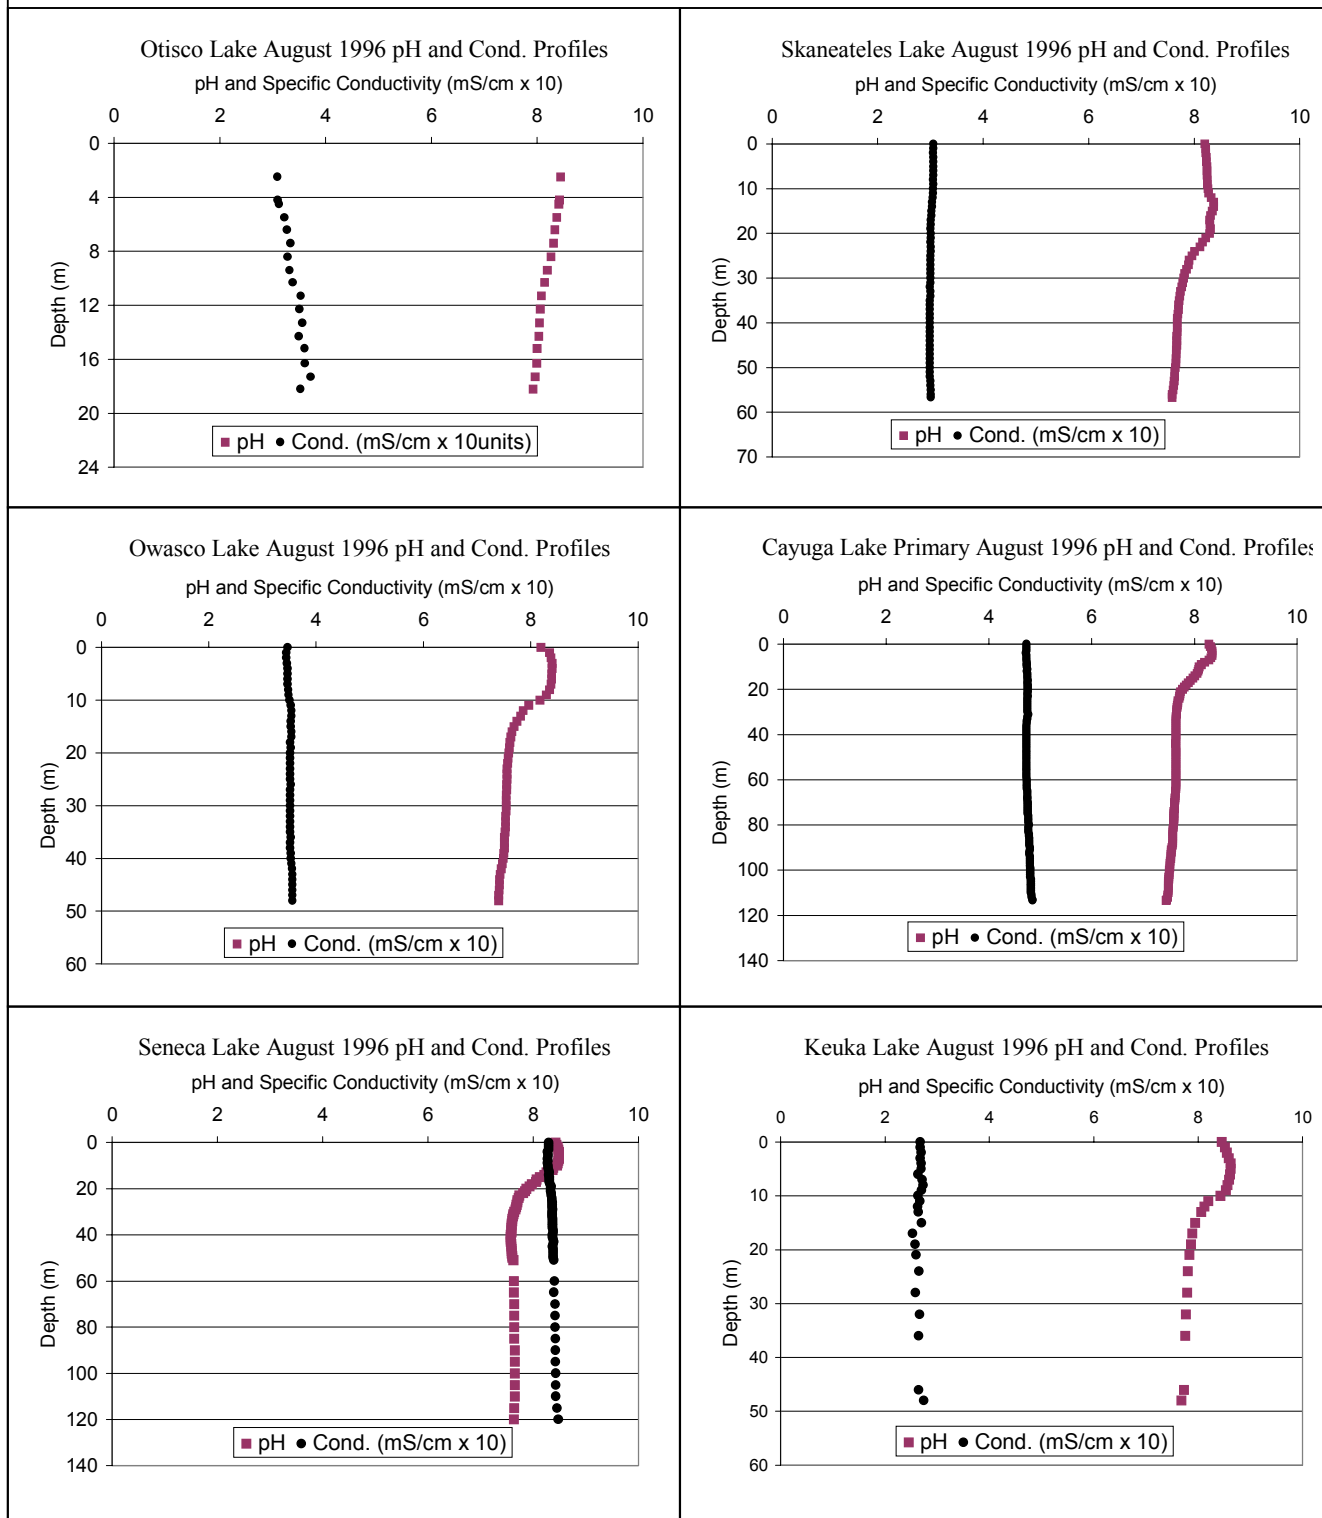 Otisco Lake August 1996 pH and Cond. Profiles
pH and Specific Conductivity (mS/cm x 10)
0 2 4 6 8 10
0
4
8
12
16
20
24
Depth (m)
pH Cond. (mS/cm x 10units)
Skaneateles Lake August 1996 pH and Cond. Profiles
pH and Specific Conductivity (mS/cm x 10)
0 2 4 6 8 10
0
10
20
30
40
50
60
70
Depth (m)
pH Cond. (mS/cm x 10)
Owasco Lake August 1996 pH and Cond. Profiles
pH and Specific Conductivity (mS/cm x 10)
0 2 4 6 8 10
0
10
20
30
40
50
60
Depth (m)
pH Cond. (mS/cm x 10)
Cayuga Lake Primary August 1996 pH and Cond. Profiles
pH and Specific Conductivity (mS/cm x 10)
0 2 4 6 8 10
0
20
40
60
80
100
120
140
Depth (m)
pH Cond. (mS/cm x 10)
Seneca Lake August 1996 pH and Cond. Profiles
pH and Specific Conductivity (mS/cm x 10)
0 2 4 6 8 10
0
20
40
60
80
100
120
140
Depth (m)
pH Cond. (mS/cm x 10)
Keuka Lake August 1996 pH and Cond. Profiles
pH and Specific Conductivity (mS/cm x 10)
0 2 4 6 8 10
0
10
20
30
40
50
60
Depth (m)
pH Cond. (mS/cm x 10)